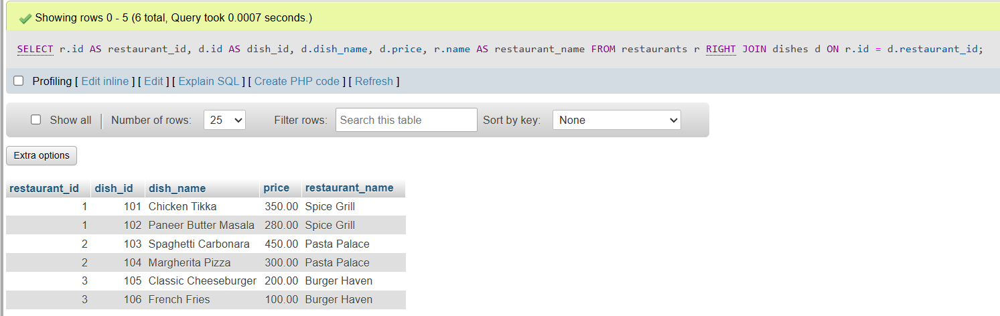 Showing rows 0 - 5 (6 total, Query took 0.0007 seconds.)
SELECT r.id AS restaurant_id, d.id AS dish_id, d.dish_name, d.price, r.name AS restaurant_name FROM restaurants r RIGHT JOIN dishes d ON r.id = d.restaurant_id;
Profiling [ Edit inline ] [ Edit ] [ Explain SQL ] [ Create PHP code ] [ Refresh ]
Show all Number of rows: 25 Filter rows: Search this table Sort by key: None
Extra options
restaurant_id dish_id dish_name price restaurant_name
1 101 Chicken Tikka 350.00 Spice Grill
1 102 Paneer Butter Masala 280.00 Spice Grill
2 103 Spaghetti Carbonara 450.00 Pasta Palace
2 104 Margherita Pizza 300.00 Pasta Palace
3 105 Classic Cheeseburger 200.00 Burger Haven
3 106 French Fries 100.00 Burger Haven